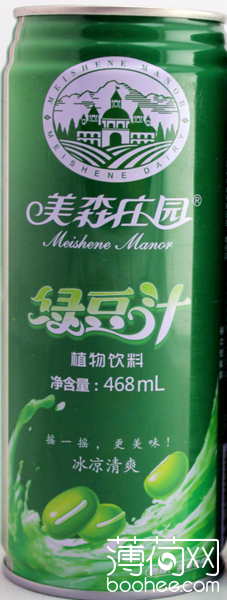 MEISHENE MANOR
MEISHENE DAIRY
美森庄园®
Meishene Manor
绿豆汁
植物饮料
净含量:468mL
摇一摇,更美味!
冰凉清爽
薄荷网
boohee.com